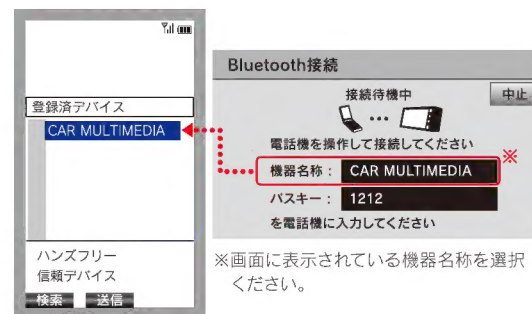 登録済デバイス
CAR MULTIMEDIA
ハンズフリー
信頼デバイス
検索 送信
Bluetooth接続
接続待機中
中止
...
電話機を操作して接続してください
機器名称： CAR MULTIMEDIA
※
パスキー： 1212
を電話機に入力してください
※画面に表示されている機器名称を選択
ください。